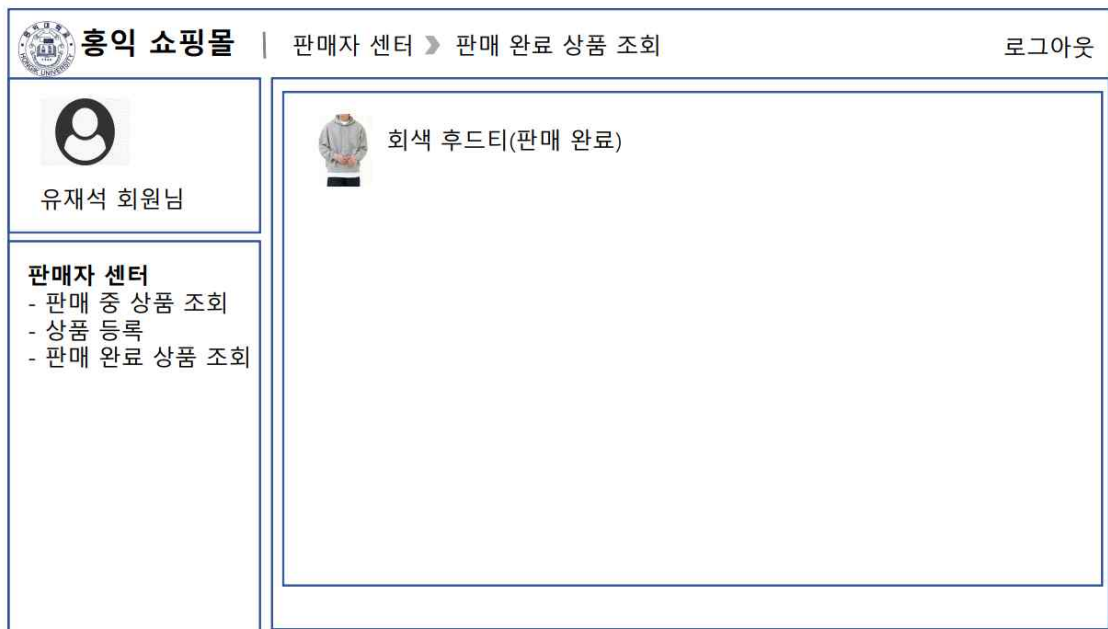 홍익 쇼핑몰 | 판매자 센터 》 판매 완료 상품 조회
로그아웃
유재석 회원님
회색 후드티(판매 완료)
판매자 센터
- 판매 중 상품 조회
- 상품 등록
- 판매 완료 상품 조회
HONGIK UNIVERSITY